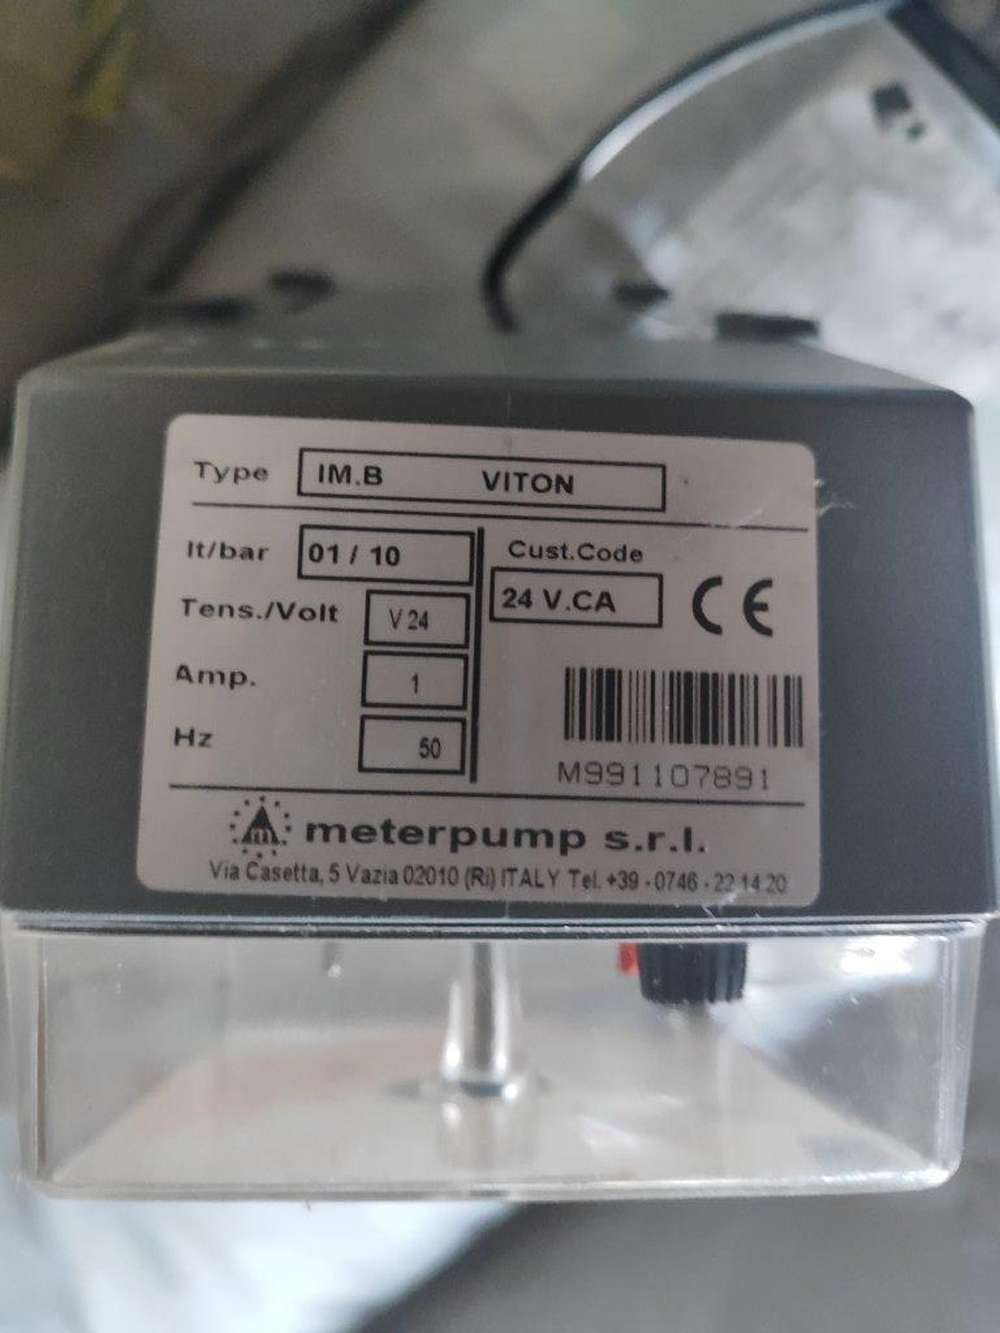 Type IM.B VITON
lt/bar 01 / 10
Cust.Code
24 V.CA
Tens./Volt V 24
Amp. 1
Hz 50
CE
M991107891
m meterpump s.r.l.
Via Casetta, 5 Vazia 02010 (Ri) ITALY Tel. +39 - 0746 - 22 14 20